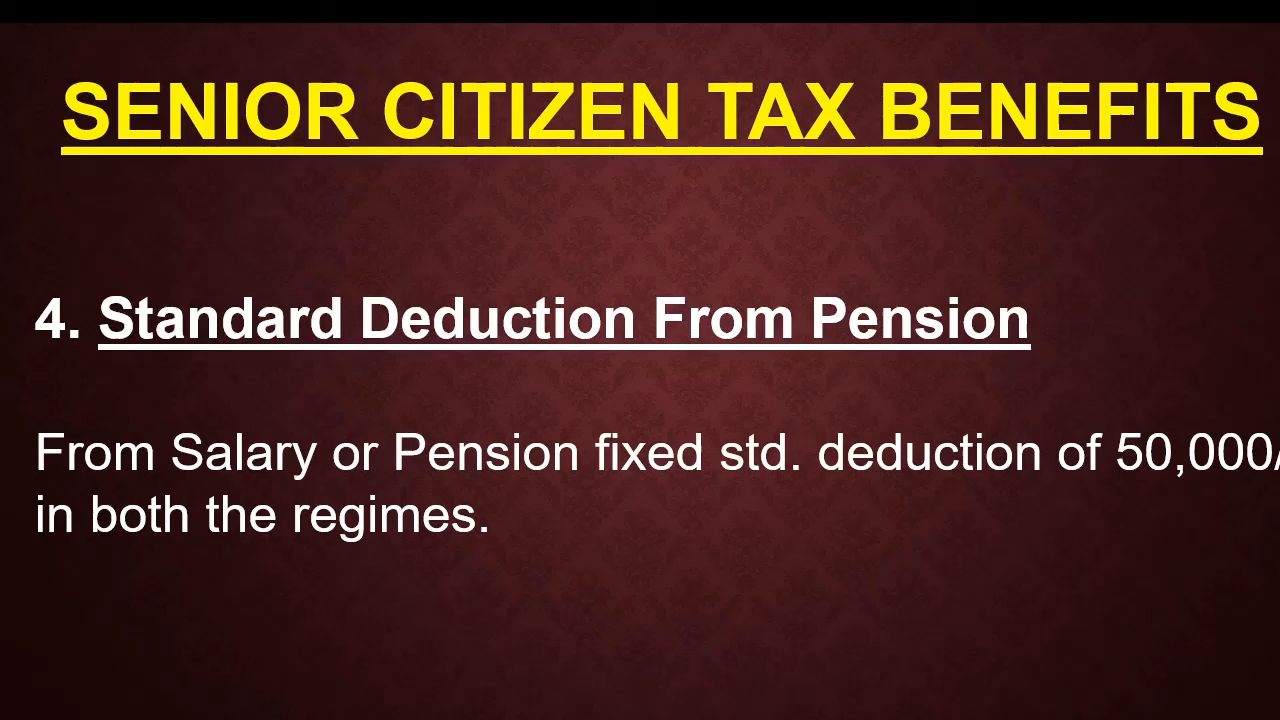 SENIOR CITIZEN TAX BENEFITS
4. Standard Deduction From Pension
From Salary or Pension fixed std. deduction of 50,000/
in both the regimes.